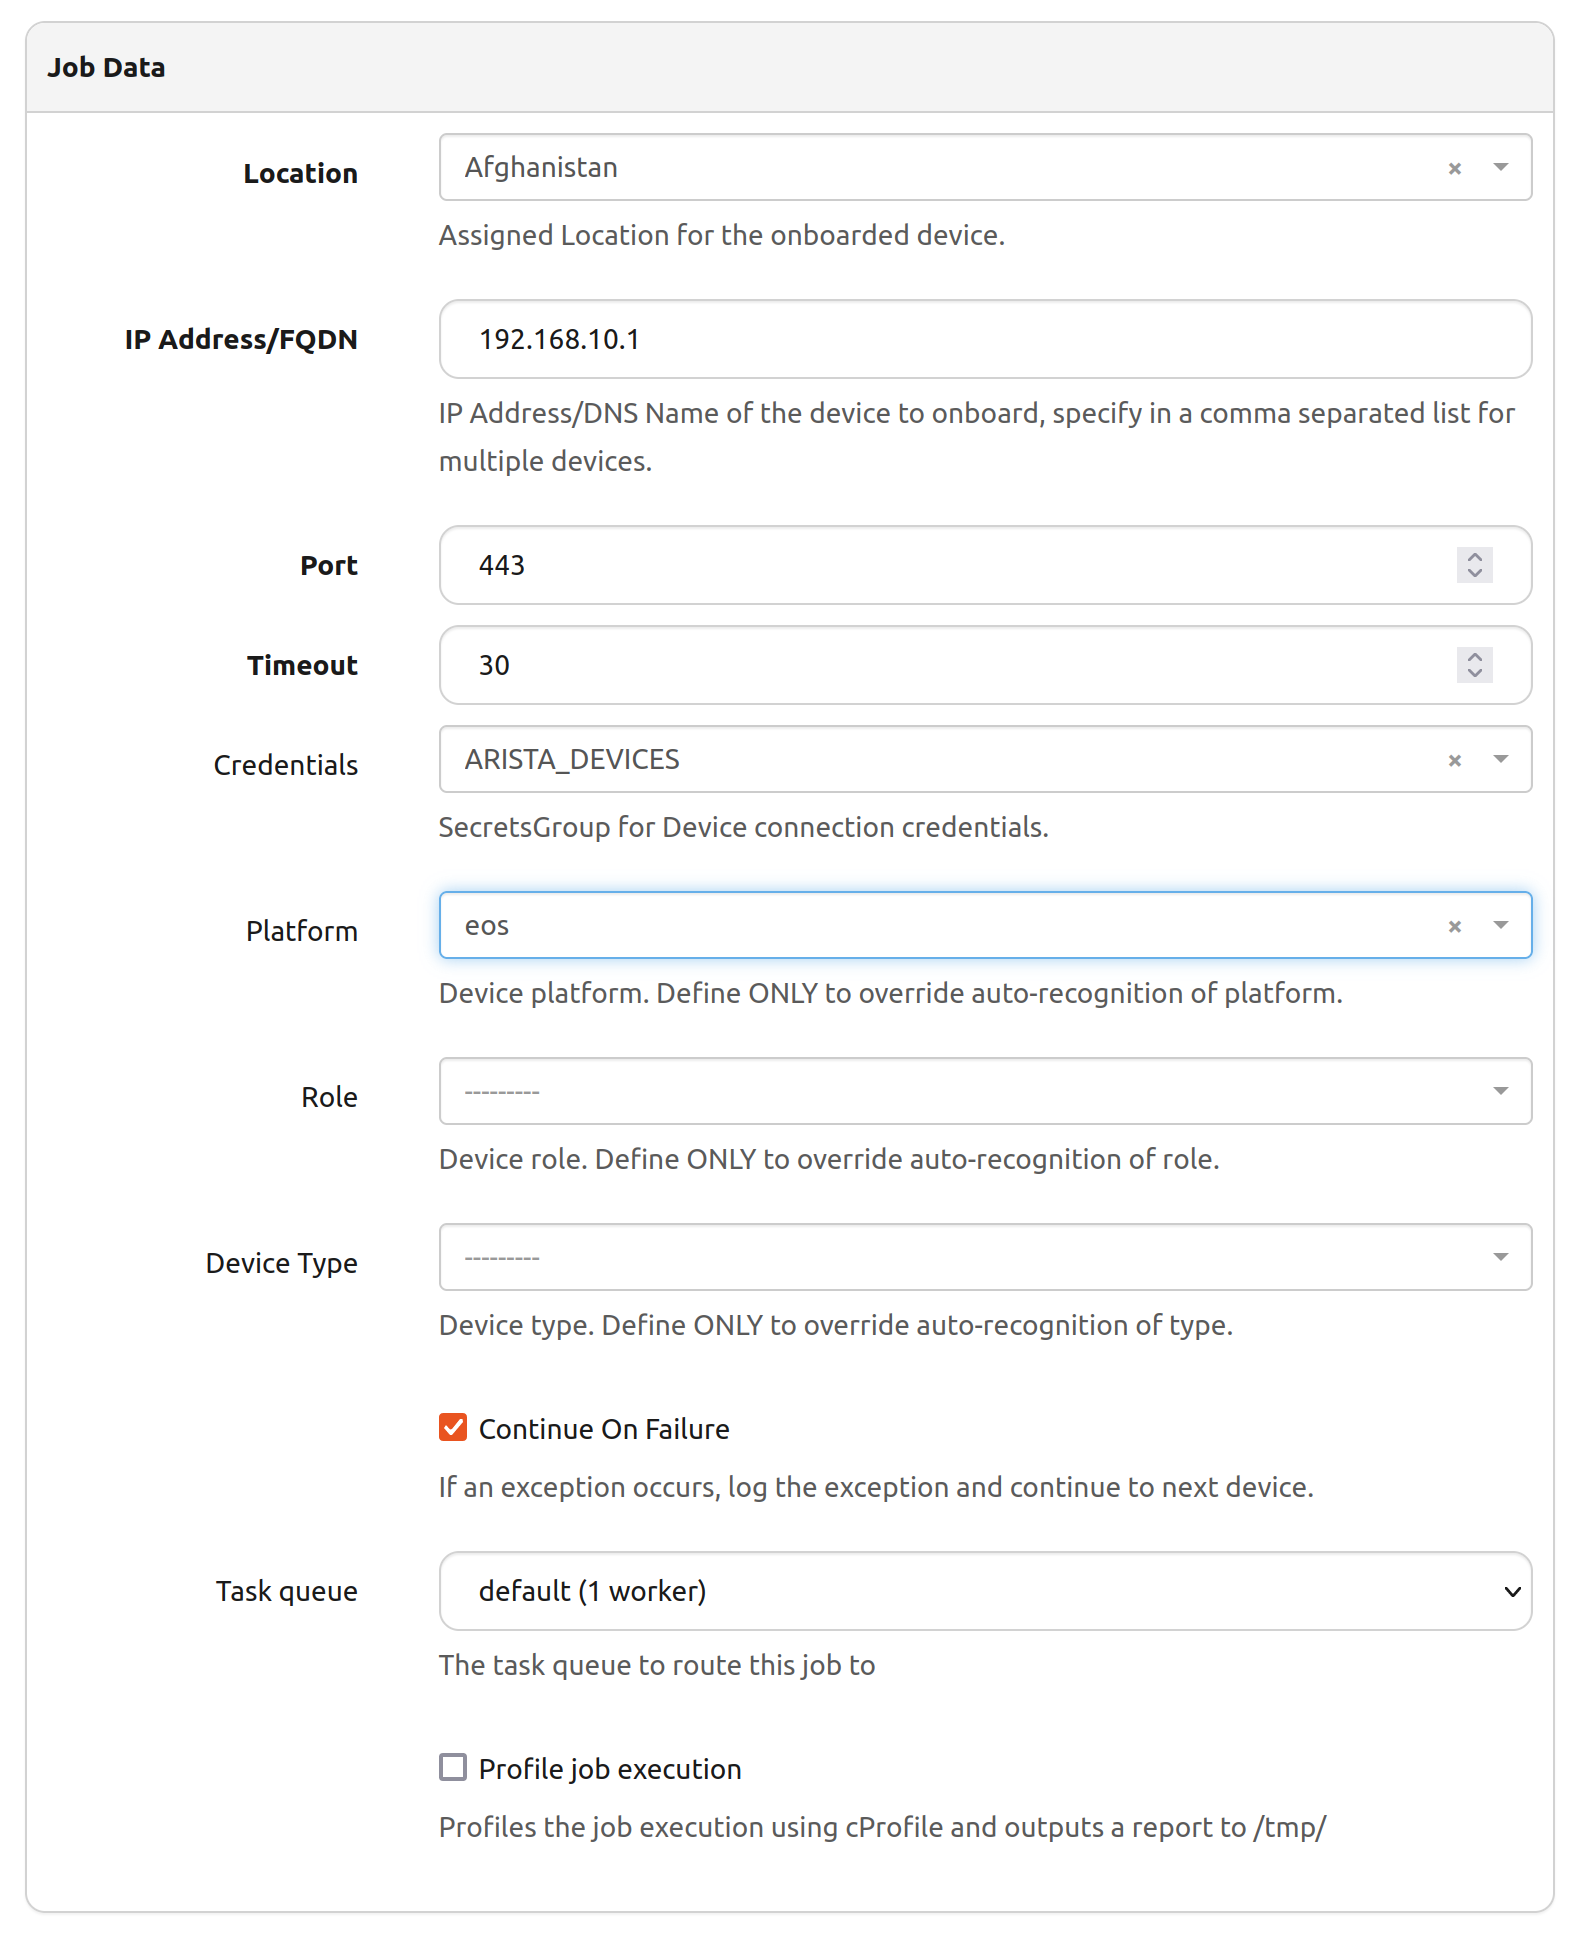 Job Data
Location
Afghanistan
Assigned Location for the onboarded device.
IP Address/FQDN
192.168.10.1
IP Address/DNS Name of the device to onboard, specify in a comma separated list for
multiple devices.
Port
443
Timeout
30
Credentials
ARISTA_DEVICES
SecretsGroup for Device connection credentials.
Platform
eos
Device platform. Define ONLY to override auto-recognition of platform.
Role
---------
Device role. Define ONLY to override auto-recognition of role.
Device Type
---------
Device type. Define ONLY to override auto-recognition of type.
Continue On Failure
If an exception occurs, log the exception and continue to next device.
Task queue
default (1 worker)
The task queue to route this job to
Profile job execution
Profiles the job execution using cProfile and outputs a report to /tmp/